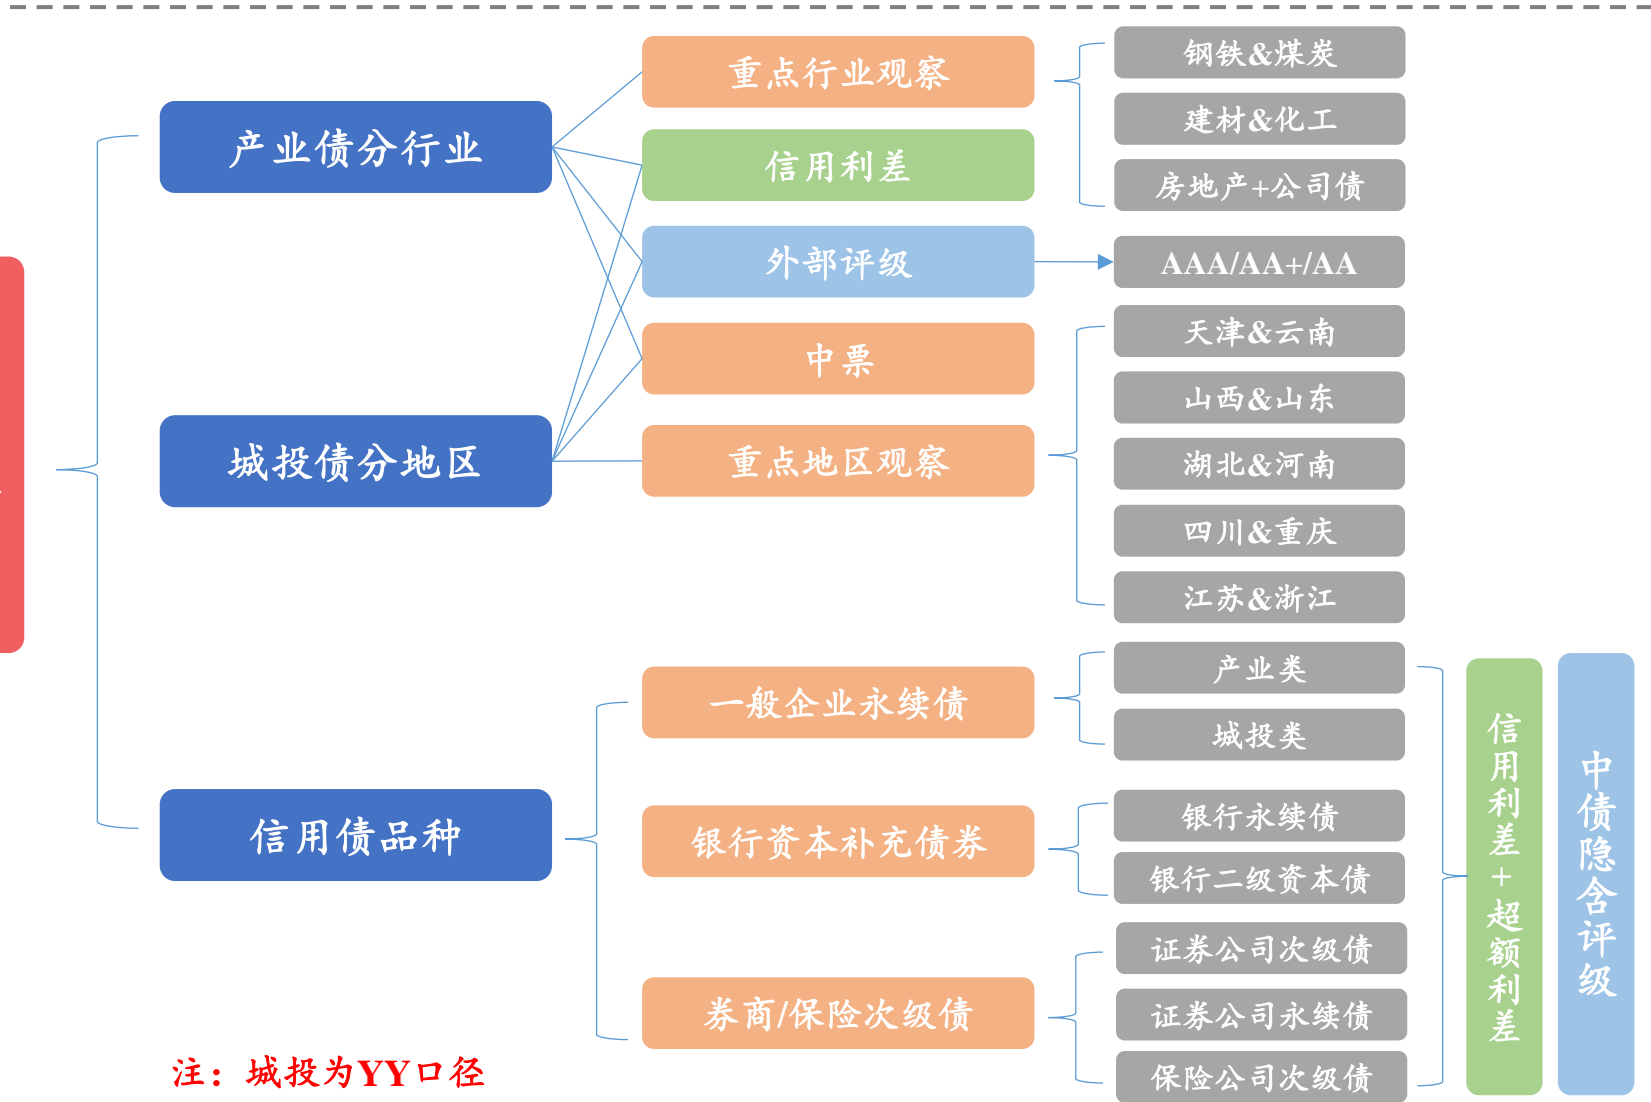 产业债分行业
城投债分地区
信用债品种
重点行业观察
信用利差
外部评级
中票
重点地区观察
一般企业永续债
银行资本补充债券
券商/保险次级债
钢铁&煤炭
建材&化工
房地产+公司债
AAA/AA+/AA
天津&云南
山西&山东
湖北&河南
四川&重庆
江苏&浙江
产业类
城投类
银行永续债
银行二级资本债
证券公司次级债
证券公司永续债
保险公司次级债
信用利差+超额利差
中债隐含评级
注：城投为YY口径